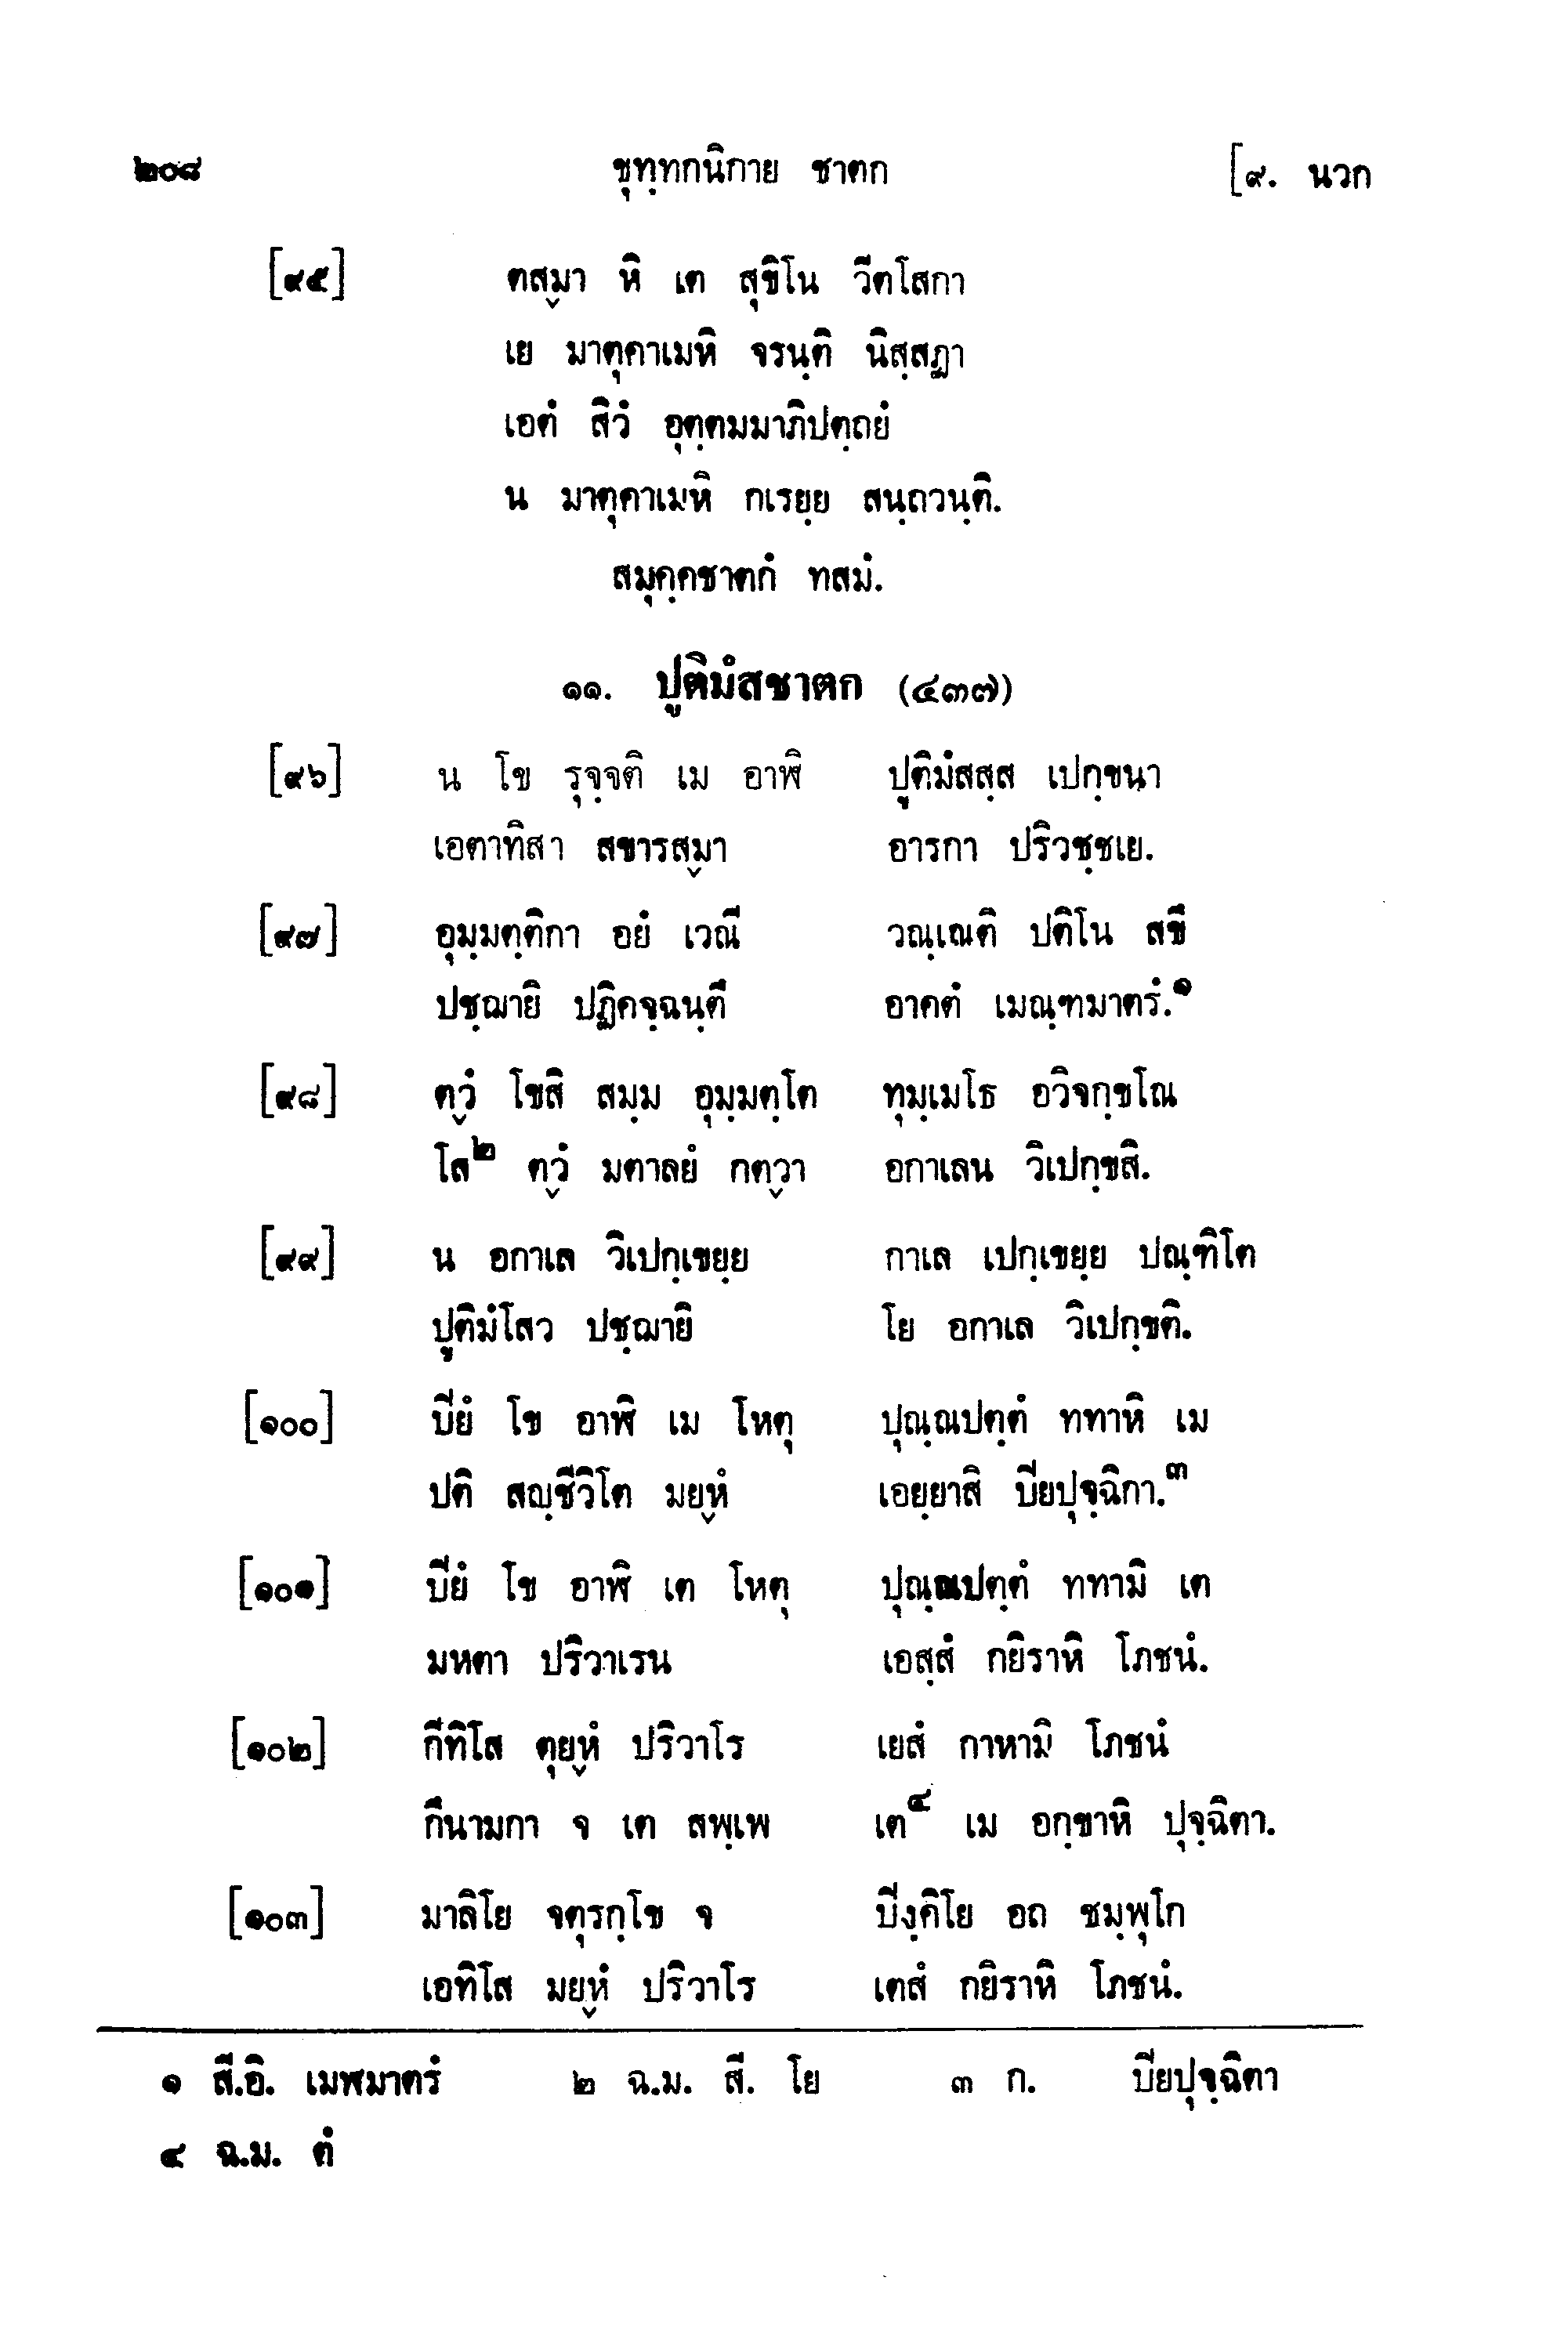 ๒๐๘ ขุทฺทกนิกาย ชาตก [๙. นวก
[๙๕] ตสฺมา หิ เต สุขิโน วีตโสกา
เย มาตุคาเมหิ จรนฺติ นิสฺสฏา
เอตํ สิวํ อุตฺตมมาภิปตฺถยํ
น มาตุคาเมหิ กเรยฺย สนฺถวนฺติ.
สมุคฺคชาตกํ ทสมํ.
๑๑. ปูติมํสชาตก (๔๓๗)
[๙๖] น โข รุจฺจติ เม อาฬิ ปูติมํสสฺส เปกฺขนา
เอตาทิสา สขารสฺมา อารกา ปริวชฺชเย.
[๙๗] อุมฺมตฺติกา อยํ เวณี วณฺเณติ ปติโน สขึ
ปชฺฌายิ ปฏิคจฺฉนฺตึ อาคตํ เมณฺฑมาตรํ.๑
[๙๘] ตฺวํ โขสิ สมฺม อุมฺมตฺโต ทุมฺเมโธ อวิจกฺขโณ
โส๒ ตฺวํ มตาลยํ กตฺวา อกาเลน วิเปกฺขสิ.
[๙๙] น อกาเล วิเปกฺเขยฺย กาเล เปกฺเขยฺย ปณฺฑิโต
ปูติมํโสว ปชฺฌายิ โย อกาเล วิเปกฺขติ.
[๑๐๐] ปิยํ โข อาฬิ เม โหตุ ปุณฺณปตฺตํ ททาหิ เม
ปติ สญฺชีวิโต มยฺหํ เอยฺยาสิ ปิยปุจฺฉิกา.๓
[๑๐๑] ปิยํ โข อาฬิ เต โหตุ ปุณฺณปตฺตํ ททามิ เต
มหตา ปริวาเรน เอสฺสํ กยิราหิ โภชนํ.
[๑๐๒] กีทิโส ตุยฺหํ ปริวาโร เยสํ กาหามิ โภชนํ
กึนามกา จ เต สพฺเพ เต๔ เม อกฺขาหิ ปุจฺฉิตา.
[๑๐๓] มาลิโย จตุรกฺโข จ ปิงฺคิโย อถ ชมฺพุโก
เอทิโส มยฺหํ ปริวาโร เตสํ กยิราหิ โภชนํ.
๑ สี.อิ. เมฬมาตรํ ๒ ฉ.ม. สี. โย ๓ ก. ปิยปุจฺฉิตา
๔ ฉ.ม. ตํ